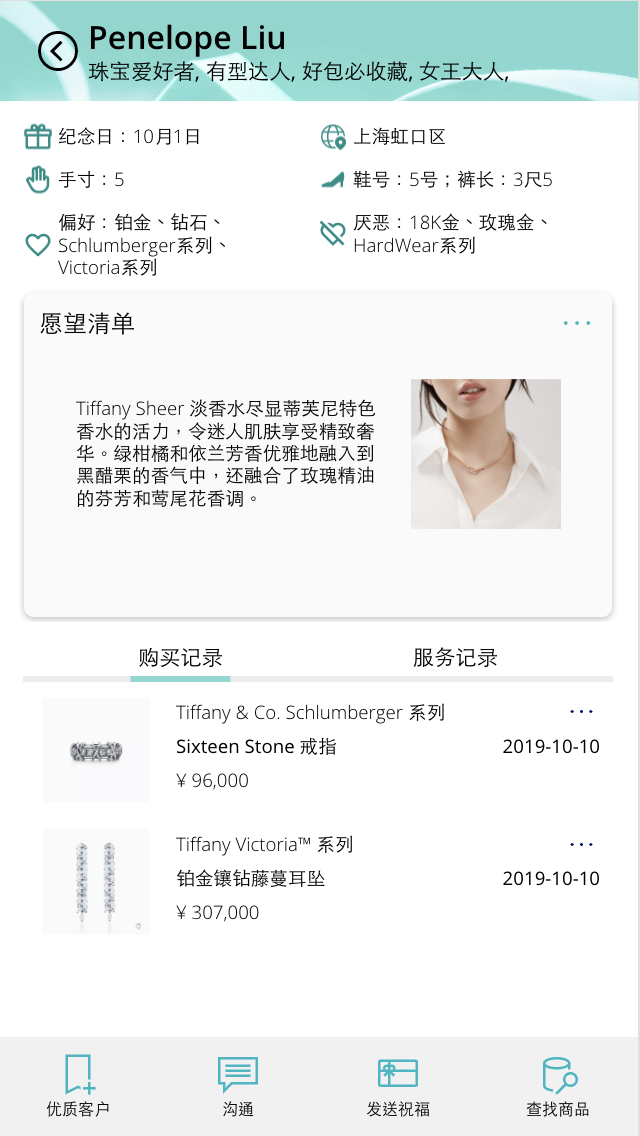 Penelope Liu
珠宝爱好者, 有型达人, 好包必收藏, 女王大人,
纪念日：10月1日
上海虹口区
手寸：5
鞋号：5号；裤长：3尺5
偏好：铂金、钻石、
Schlumberger系列、
Victoria系列
厌恶：18K金、玫瑰金、
HardWear系列
愿望清单
Tiffany Sheer 淡香水尽显蒂芙尼特色
香水的活力，令迷人肌肤享受精致奢
华。绿柑橘和依兰芳香优雅地融入到
黑醋栗的香气中，还融合了玫瑰精油
的芬芳和鸢尾花香调。
购买记录
服务记录
Tiffany & Co. Schlumberger 系列
Sixteen Stone 戒指
2019-10-10
¥ 96,000
Tiffany Victoria™ 系列
铂金镶钻藤蔓耳坠
2019-10-10
¥ 307,000
优质客户
沟通
发送祝福
查找商品